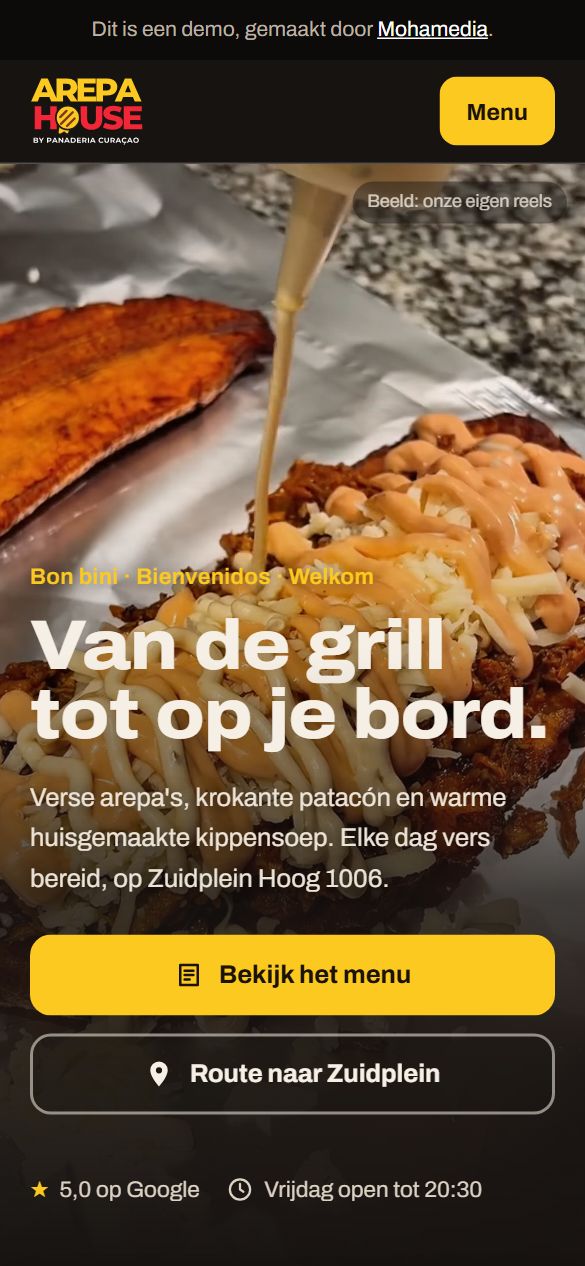 Dit is een demo, gemaakt door Mohamedia.
AREPA
HOUSE
BY PANADERIA CURAÇAO
Menu
Beeld: onze eigen reels
Bon bini · Bienvenidos · Welkom
Van de grill
tot op je bord.
Verse arepa's, krokante patacón en warme
huisgemaakte kippensoep. Elke dag vers
bereid, op Zuidplein Hoog 1006.
Bekijk het menu
Route naar Zuidplein
5,0 op Google
Vrijdag open tot 20:30